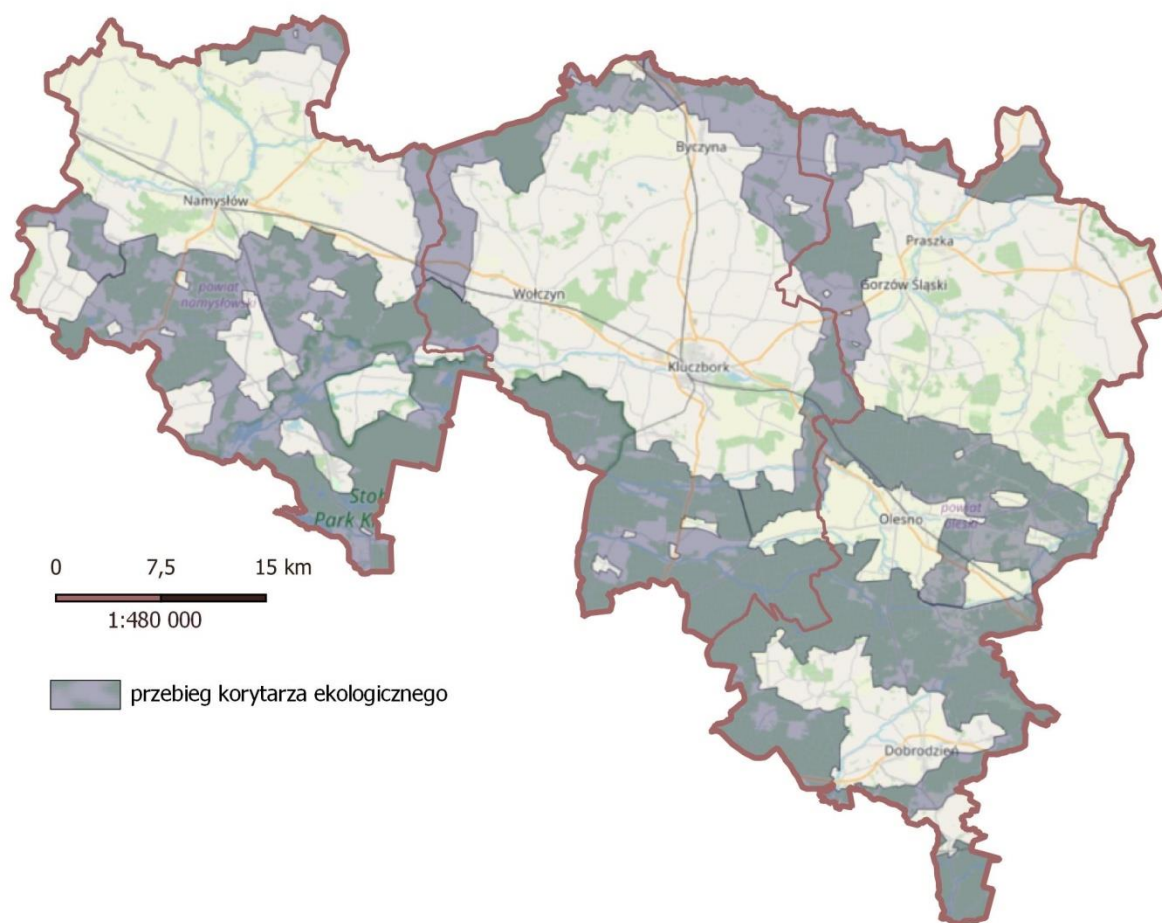 Byczyna
Namysłów
Praszka
powiat
namysłowski
Gorzów Śląski
Wołczyn
Kluczbork
Park K.
Olesno
powiat
oleski
0 7,5 15 km
1:480 000
przebieg korytarza ekologicznego
Dobrodzień